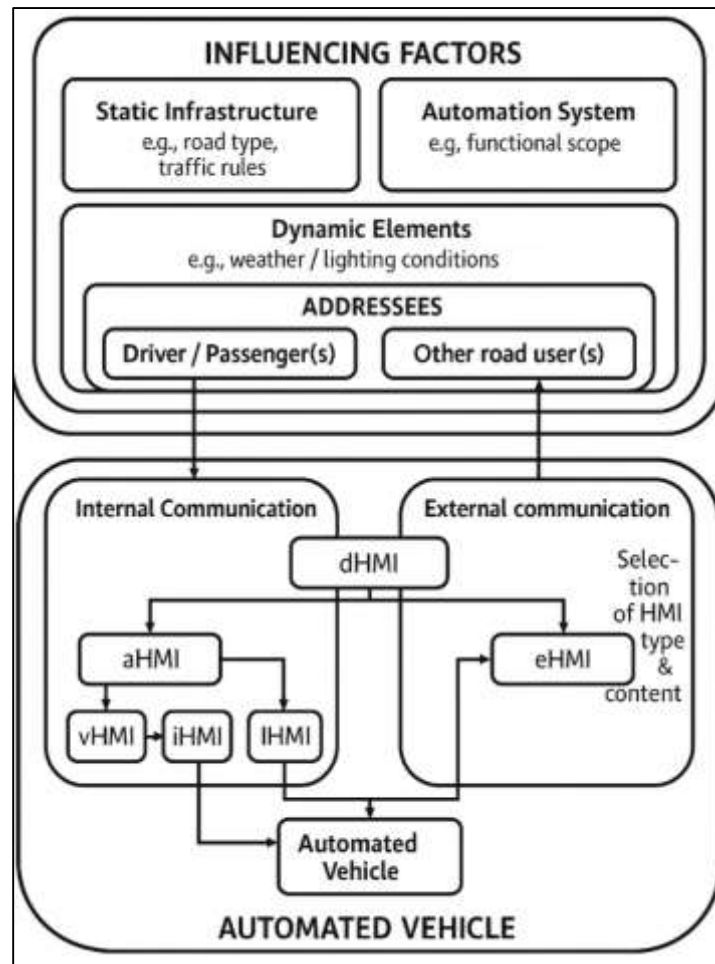 INFLUENCING FACTORS
Static Infrastructure
e.g., road type,
traffic rules
Automation System
e.g, functional scope
Dynamic Elements
e.g., weather / lighting conditions
ADDRESSEES
Driver / Passenger(s)
Other road user(s)
Internal Communication
External communication
dHMI
Selec-
tion
of HMI
type
&
content
aHMI
eHMI
vHMI
iHMI
lHMI
Automated
Vehicle
AUTOMATED VEHICLE